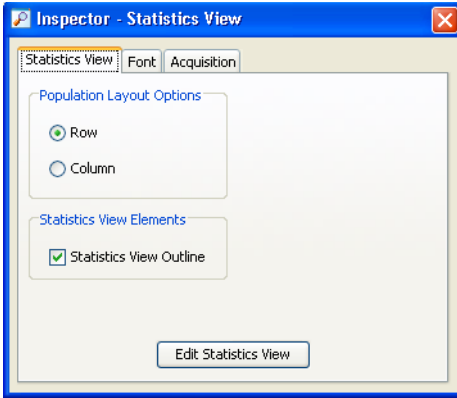 Inspector - Statistics View
Statistics View Font Acquisition
Population Layout Options
Row
Column
Statistics View Elements
Statistics View Outline
Edit Statistics View